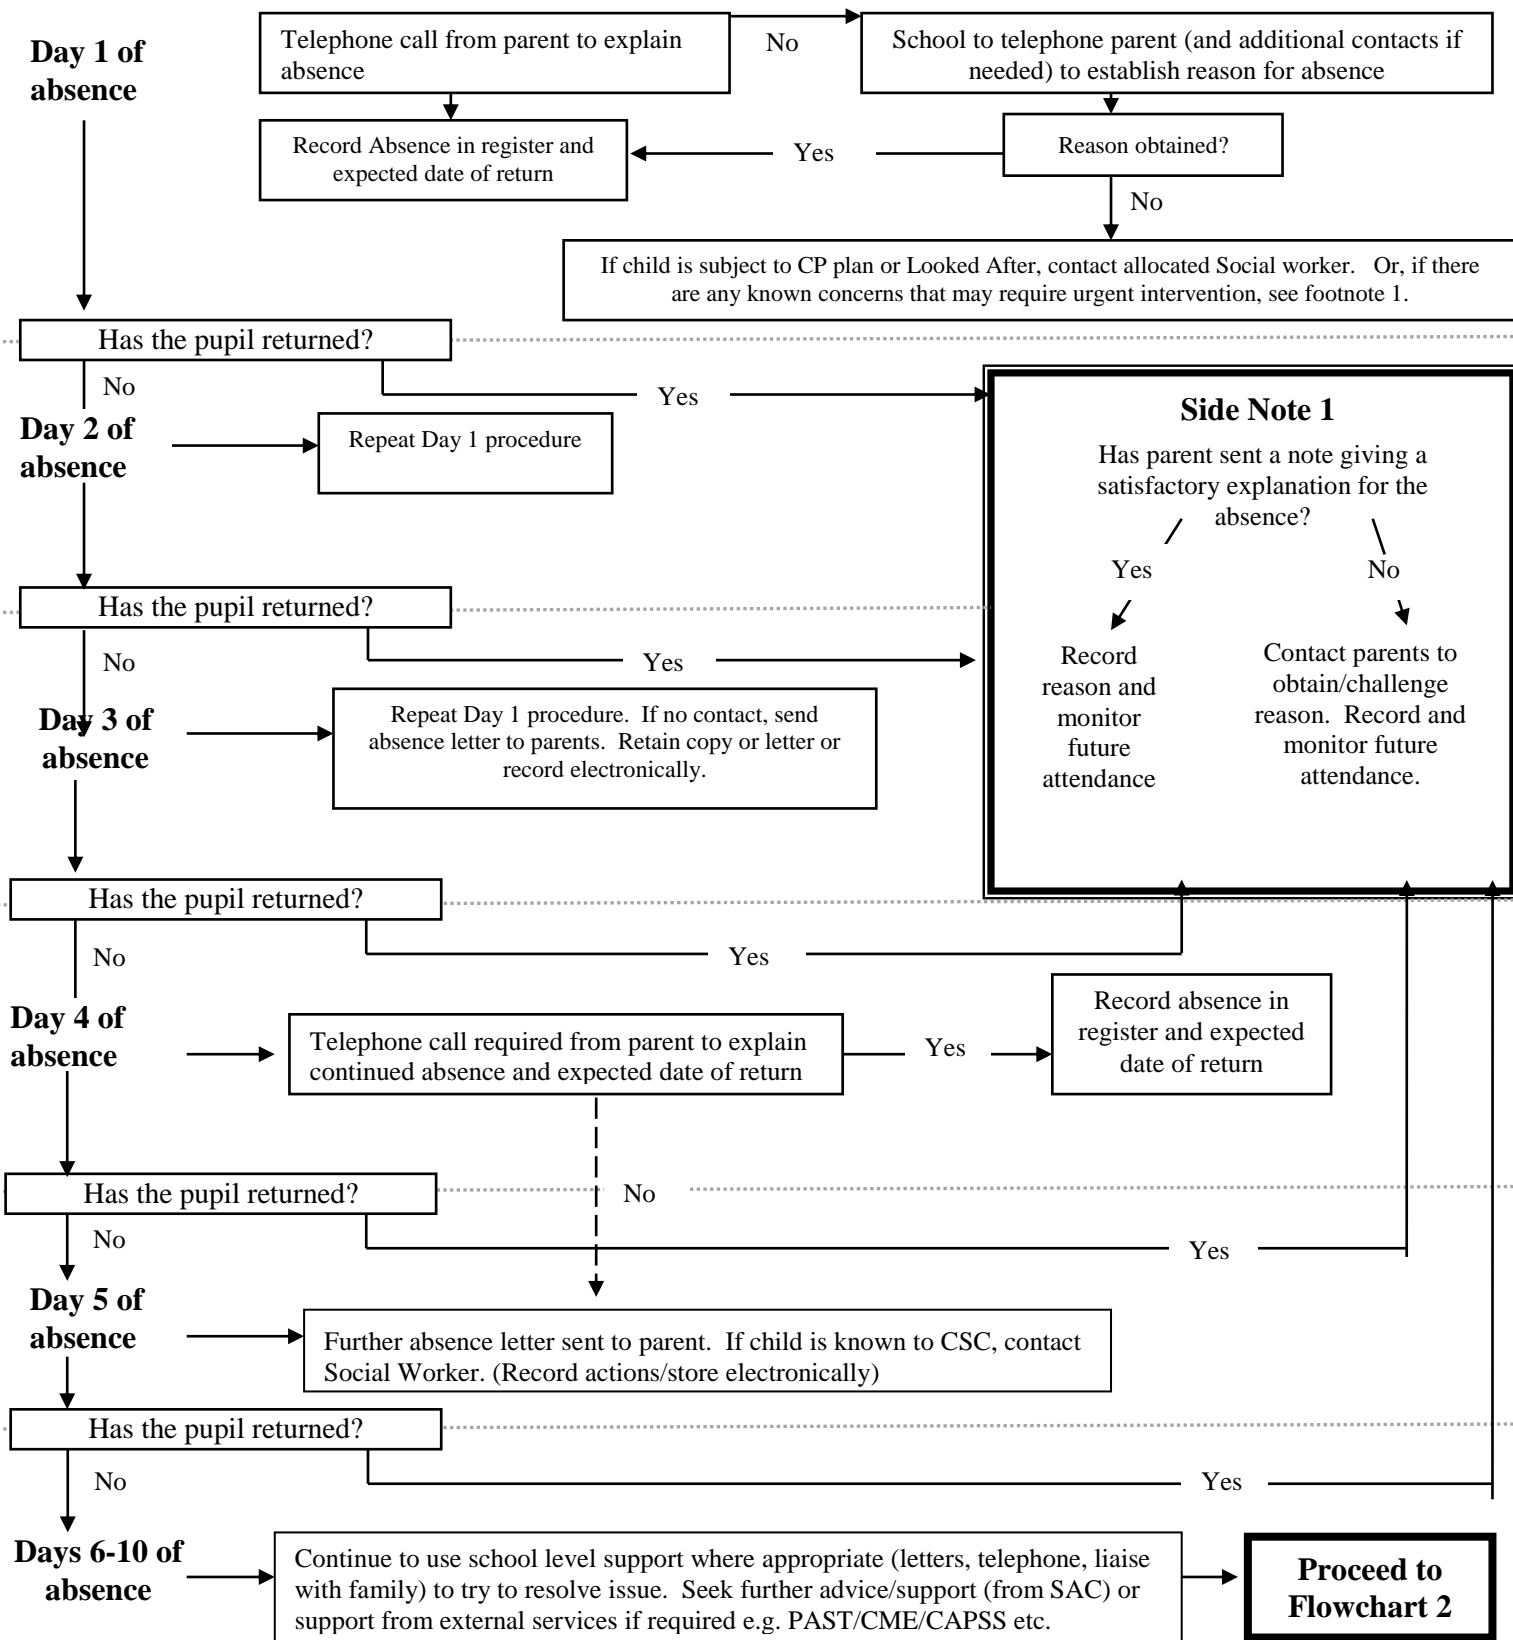 Day 1 of
absence
Telephone call from parent to explain
absence
No
School to telephone parent (and additional contacts if
needed) to establish reason for absence
Record Absence in register and
expected date of return
Yes
Reason obtained?
No
If child is subject to CP plan or Looked After, contact allocated Social worker.   Or, if there
are any known concerns that may require urgent intervention, see footnote 1.
Has the pupil returned?
No
Yes
Day 2 of
absence
Repeat Day 1 procedure
Side Note 1
Has parent sent a note giving a
satisfactory explanation for the
absence?
Yes
No
Record
reason and
monitor
future
attendance
Contact parents to
obtain/challenge
reason.  Record and
monitor future
attendance.
Has the pupil returned?
No
Yes
Day 3 of
absence
Repeat Day 1 procedure.  If no contact, send
absence letter to parents.  Retain copy or letter or
record electronically.
Has the pupil returned?
No
Yes
Day 4 of
absence
Telephone call required from parent to explain
continued absence and expected date of return
Yes
Record absence in
register and expected
date of return
Has the pupil returned?
No
No
Yes
Day 5 of
absence
Further absence letter sent to parent.  If child is known to CSC, contact
Social Worker. (Record actions/store electronically)
Has the pupil returned?
No
Yes
Days 6-10 of
absence
Continue to use school level support where appropriate (letters, telephone, liaise
with family) to try to resolve issue.  Seek further advice/support (from SAC) or
support from external services if required e.g. PAST/CME/CAPSS etc.
Proceed to
Flowchart 2